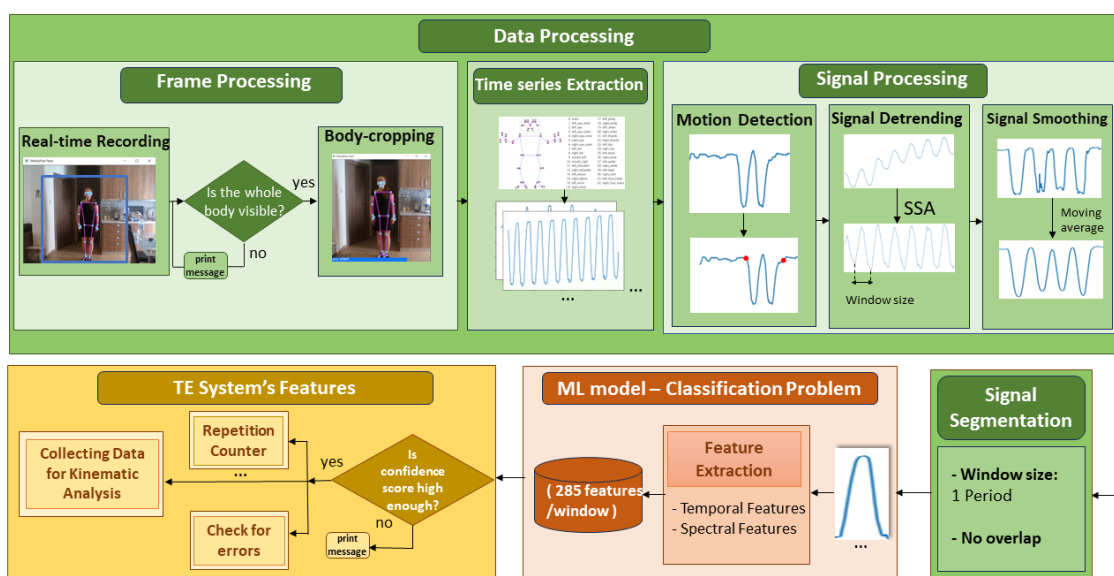 Data Processing
Frame Processing
Time series Extraction
Signal Processing
Real-time Recording
Is the whole
body visible?
yes
no
print
message
Body-cropping
...
...
Motion Detection
Signal Detrending
SSA
Window size
Signal Smoothing
Moving
average
Signal
Segmentation
- Window size:
1 Period
- No overlap
ML model – Classification Problem
Feature
Extraction
- Temporal Features
- Spectral Features
...
( 285 features
/window )
TE System's Features
Is
confidence
score high
enough?
yes
no
print
message
Repetition
Counter
...
Collecting Data
for Kinematic
Analysis
Check for
errors